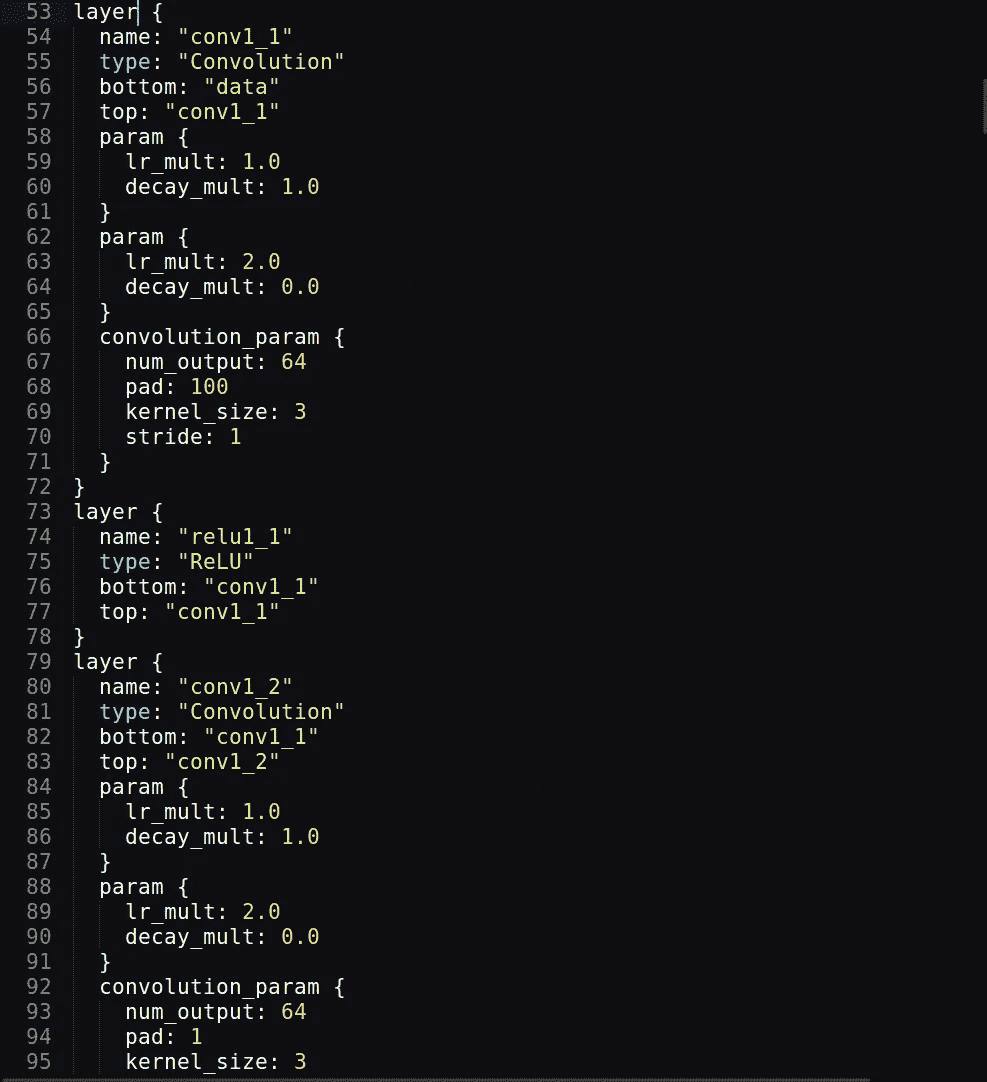 53 layer {
54   name: "conv1_1"
55   type: "Convolution"
56   bottom: "data"
57   top: "conv1_1"
58   param {
59     lr_mult: 1.0
60     decay_mult: 1.0
61   }
62   param {
63     lr_mult: 2.0
64     decay_mult: 0.0
65   }
66   convolution_param {
67     num_output: 64
68     pad: 100
69     kernel_size: 3
70     stride: 1
71   }
72 }
73 layer {
74   name: "relu1_1"
75   type: "ReLU"
76   bottom: "conv1_1"
77   top: "conv1_1"
78 }
79 layer {
80   name: "conv1_2"
81   type: "Convolution"
82   bottom: "conv1_1"
83   top: "conv1_2"
84   param {
85     lr_mult: 1.0
86     decay_mult: 1.0
87   }
88   param {
89     lr_mult: 2.0
90     decay_mult: 0.0
91   }
92   convolution_param {
93     num_output: 64
94     pad: 1
95     kernel_size: 3